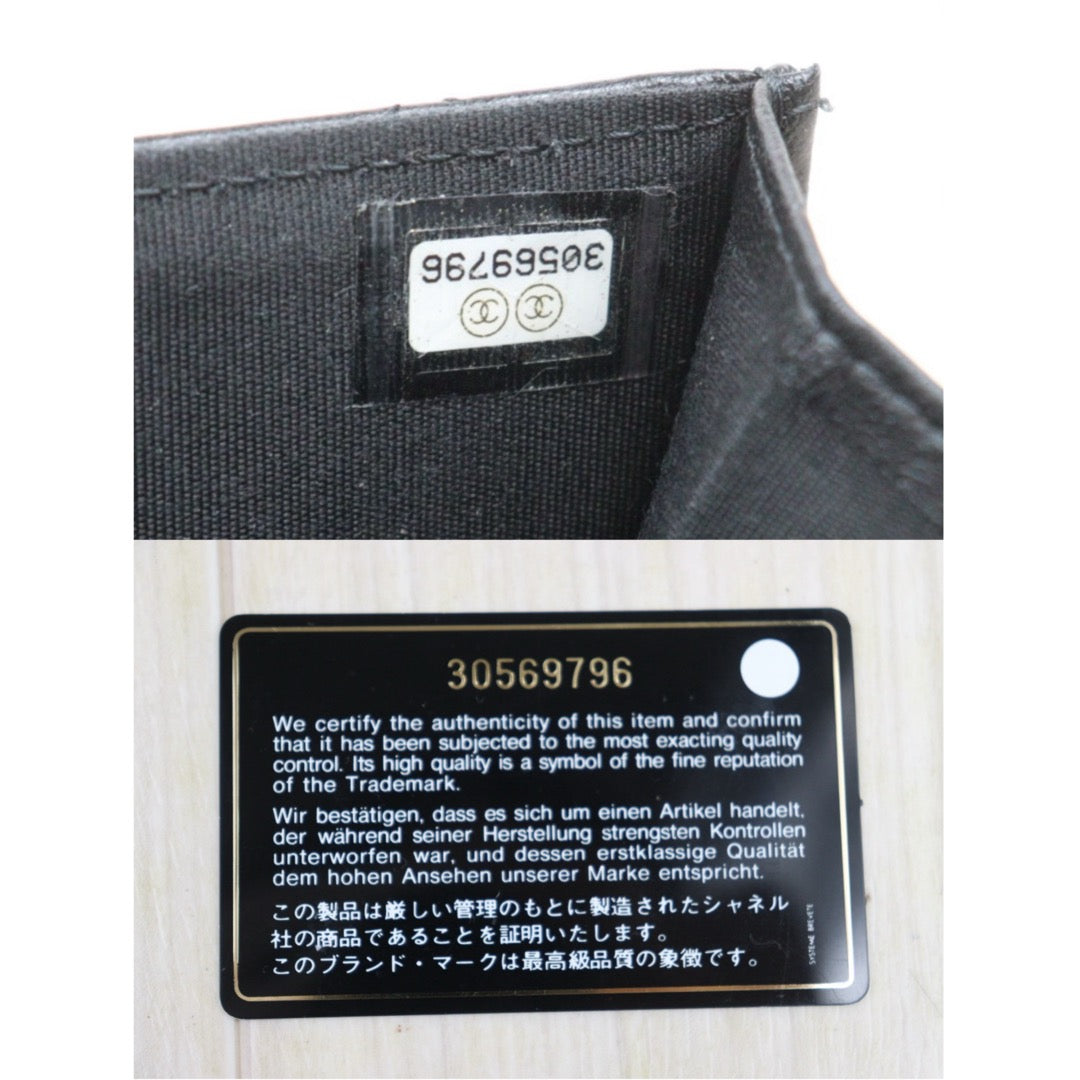 30569796
30569796
We certify the authenticity of this item and confirm
that it has been subjected to the most exacting quality
control. Its high quality is a symbol of the fine reputation
of the Trademark.
Wir bestätigen, dass es sich um einen Artikel handelt.
der während seiner Herstellung strengsten Kontrollen
unterworfen war, und dessen erstklassige Qualität
dem hohen Ansehen unserer Marke entspricht.
この製品は厳しい管理のもとに製造されたシャネル
社の商品であることを証明いたします。
このブランド・マークは最高級品質の象徴です。
SYSTEME BREVETE